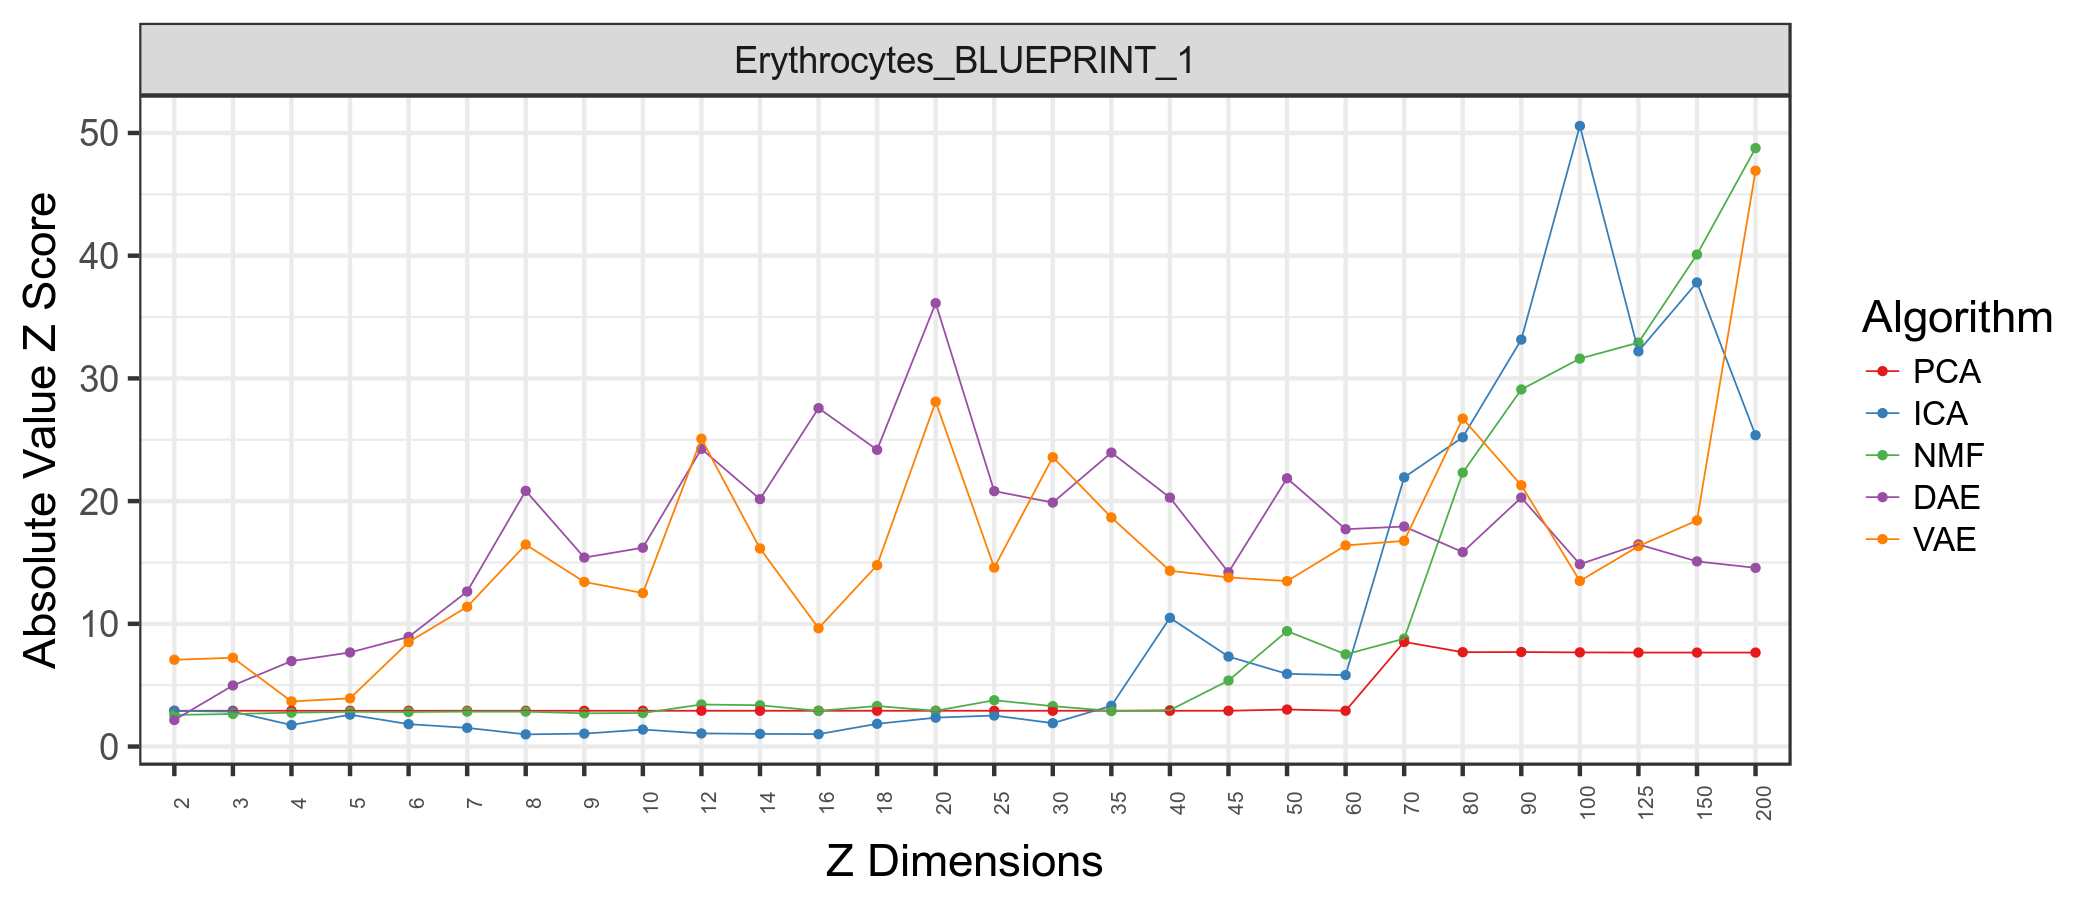 Erythrocytes_BLUEPRINT_1
Absolute Value Z Score
50
40
30
20
10
0
2 3 4 5 6 7 8 9 10 12 14 16 18 20 25 30 35 40 45 50 60 70 80 90 100 125 150 200
Z Dimensions
Algorithm
PCA
ICA
NMF
DAE
VAE